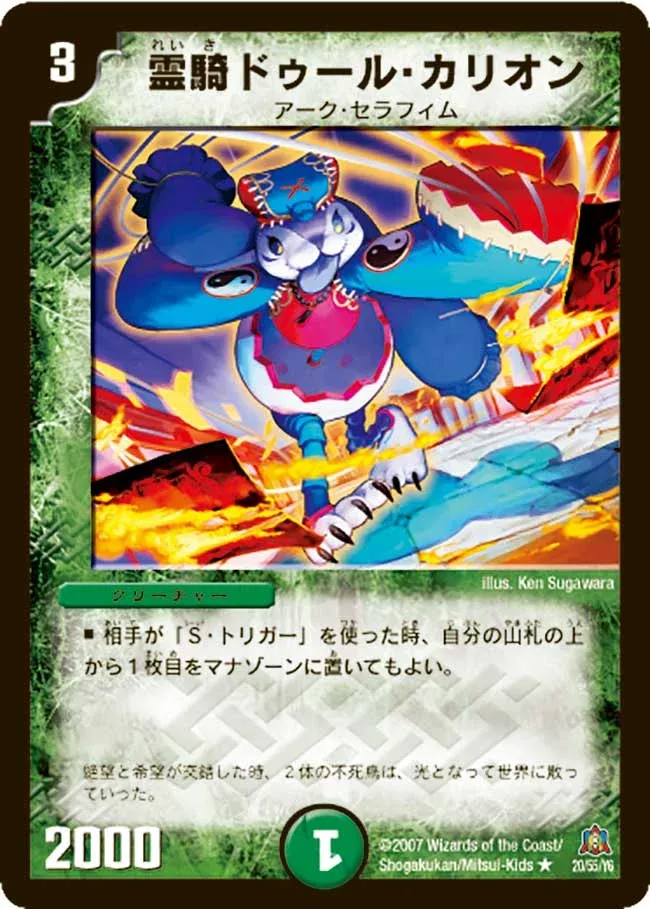 3
れいき
霊騎ドゥール・カリオン
アーク・セラフィム
illus. Ken Sugawara
クリーチャー
■ 相手が「S・トリガー」を使った時、自分の山札の上
から１枚目をマナゾーンに置いてもよい。
絶望と希望が交錯した時、２体の不死鳥は、光となって世界に散っ
ていった。
2000
1
©2007 Wizards of the Coast/
Shogakukan/Mitsui-Kids ★
20/55/Y6